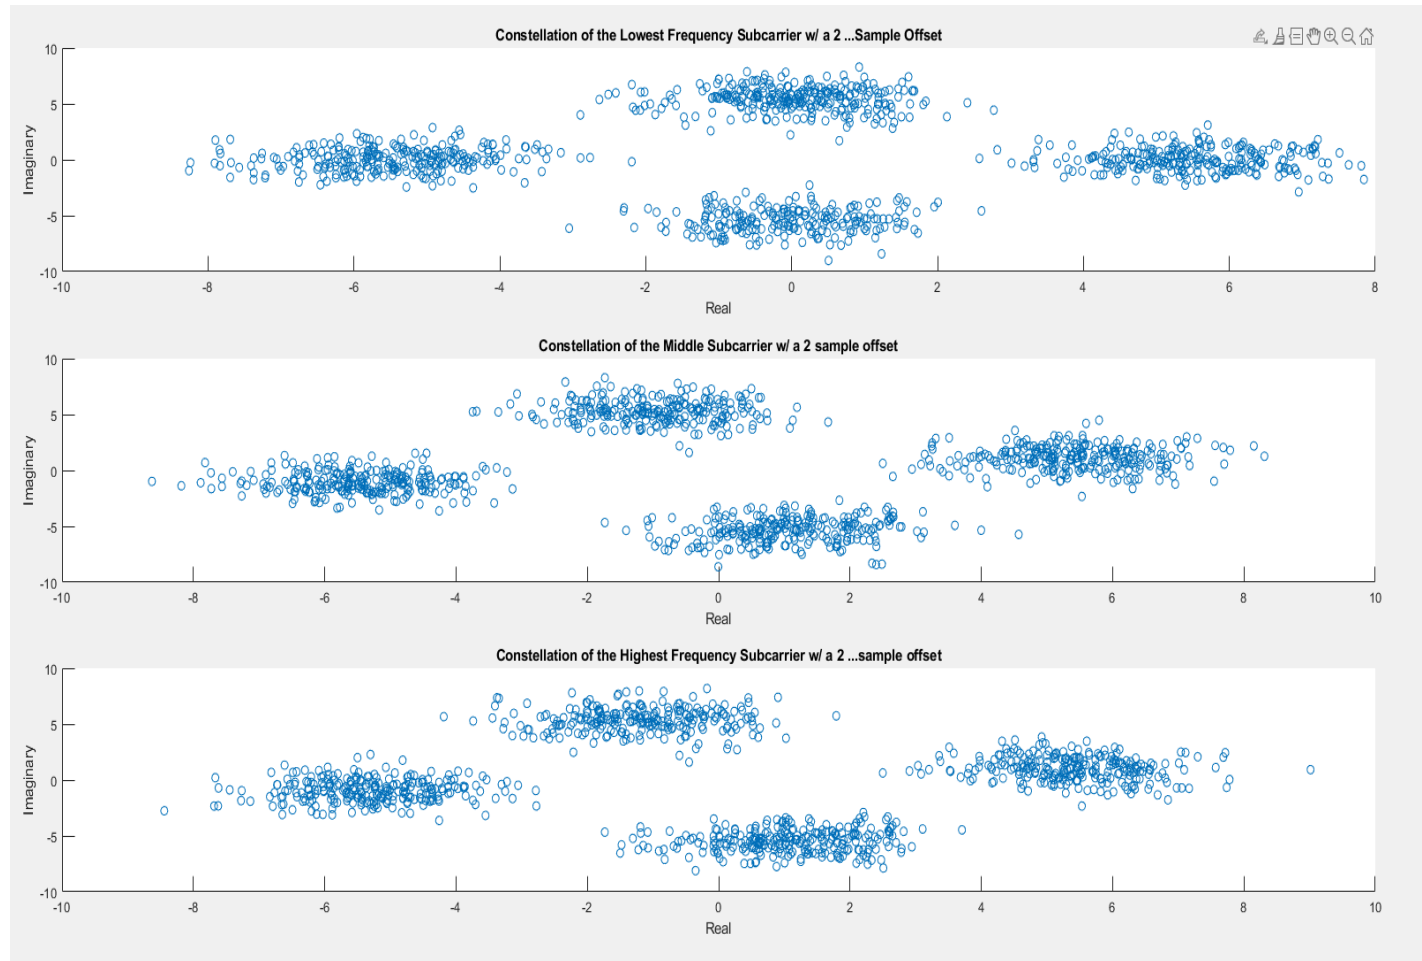 Constellation of the Lowest Frequency Subcarrier w/ a 2 ...Sample Offset
10
5
0
-5
-10
Imaginary
-10 -8 -6 -4 -2 0 2 4 6 8
Real
Constellation of the Middle Subcarrier w/ a 2 sample offset
10
5
0
-5
-10
Imaginary
-10 -8 -6 -4 -2 0 2 4 6 8 10
Real
Constellation of the Highest Frequency Subcarrier w/ a 2 ...sample offset
10
5
0
-5
-10
Imaginary
-10 -8 -6 -4 -2 0 2 4 6 8 10
Real